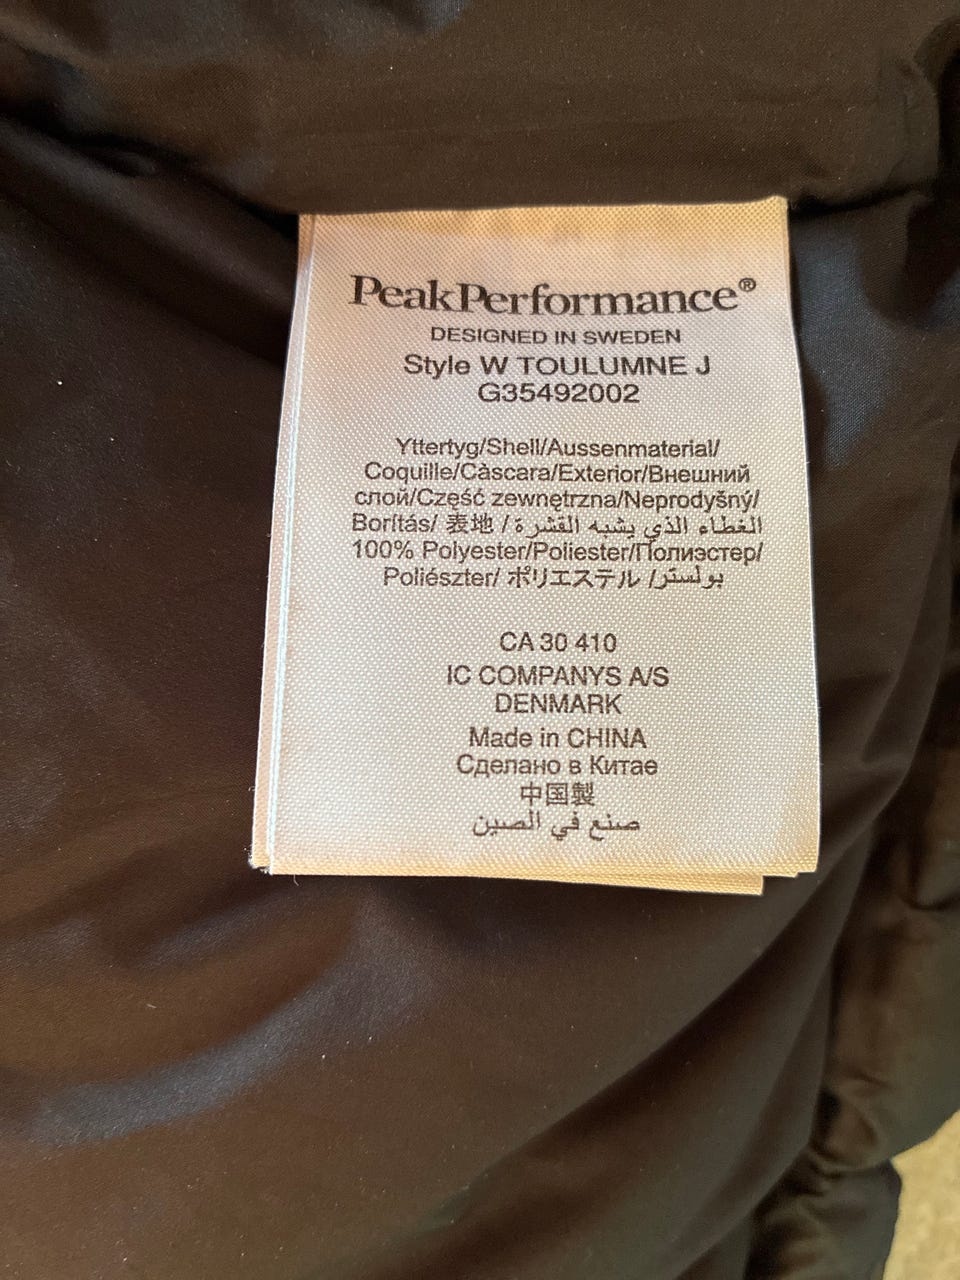 PeakPerformance®
DESIGNED IN SWEDEN
Style W TOULUMNE J
G35492002
Yttertyg/Shell/Aussenmaterial/
Coquille/Càscara/Exterior/Внешний
слой/Część zewnętrzna/Neprodyšný/
Borítás/ 表地 / الغطاء الذي يشبه القشرة
100% Polyester/Poliester/Полиэстер/
Poliészter/ ポリエステル /بولستر
CA 30 410
IC COMPANYS A/S
DENMARK
Made in CHINA
Сделано в Китае
中国製
صنع في الصين